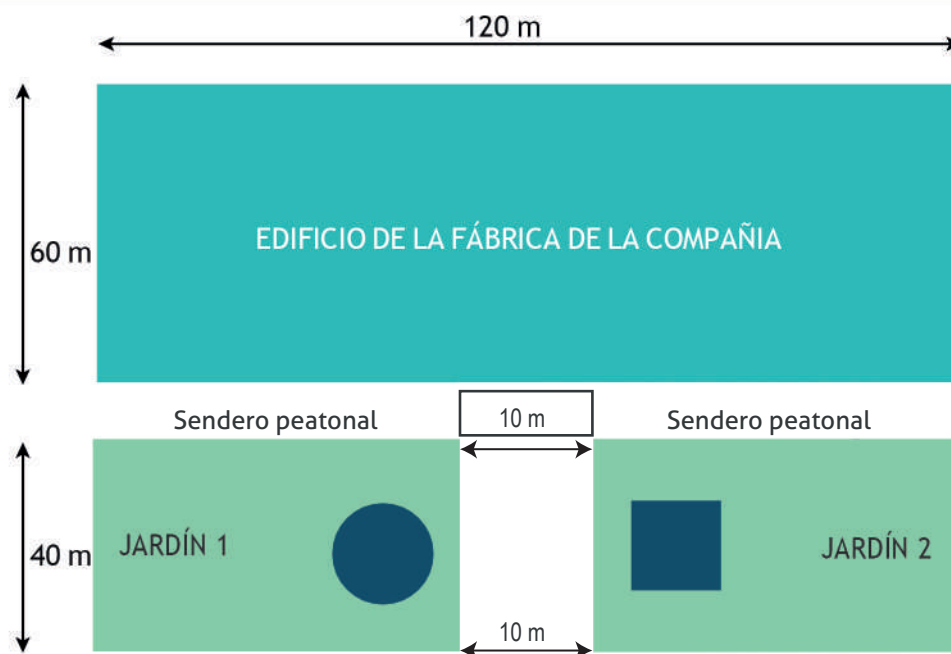 120 m
60 m
EDIFICIO DE LA FÁBRICA DE LA COMPAÑIA
Sendero peatonal
10 m
Sendero peatonal
40 m
JARDÍN 1
JARDÍN 2
10 m